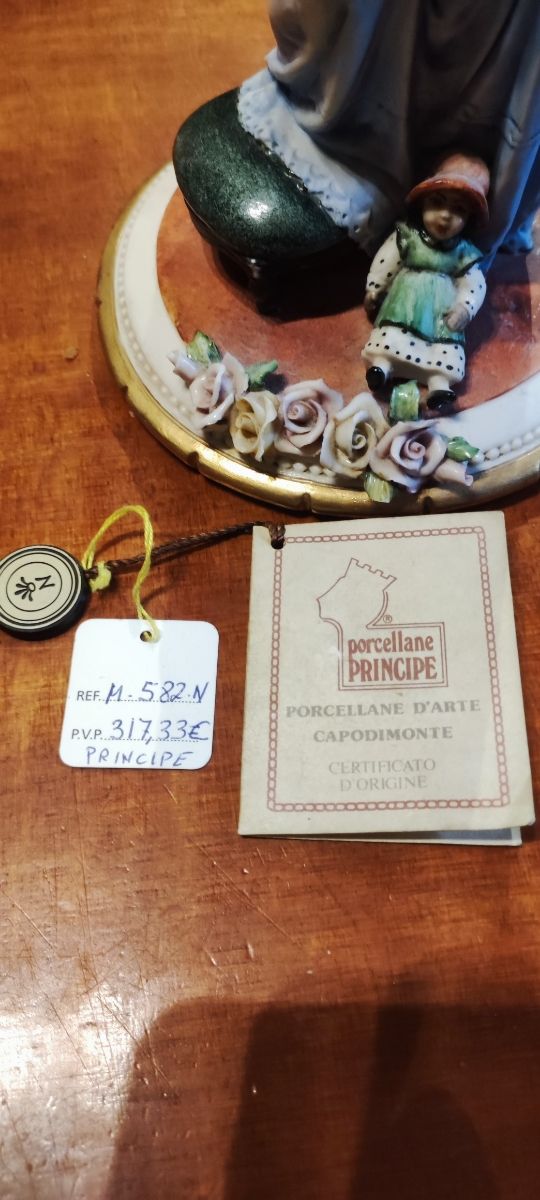 N
REF. M-582-N
P.V.P. 317,33€
PRINCIPE
®
porcellane
PRINCIPE
PORCELLANE D'ARTE
CAPODIMONTE
CERTIFICATO
D'ORIGINE